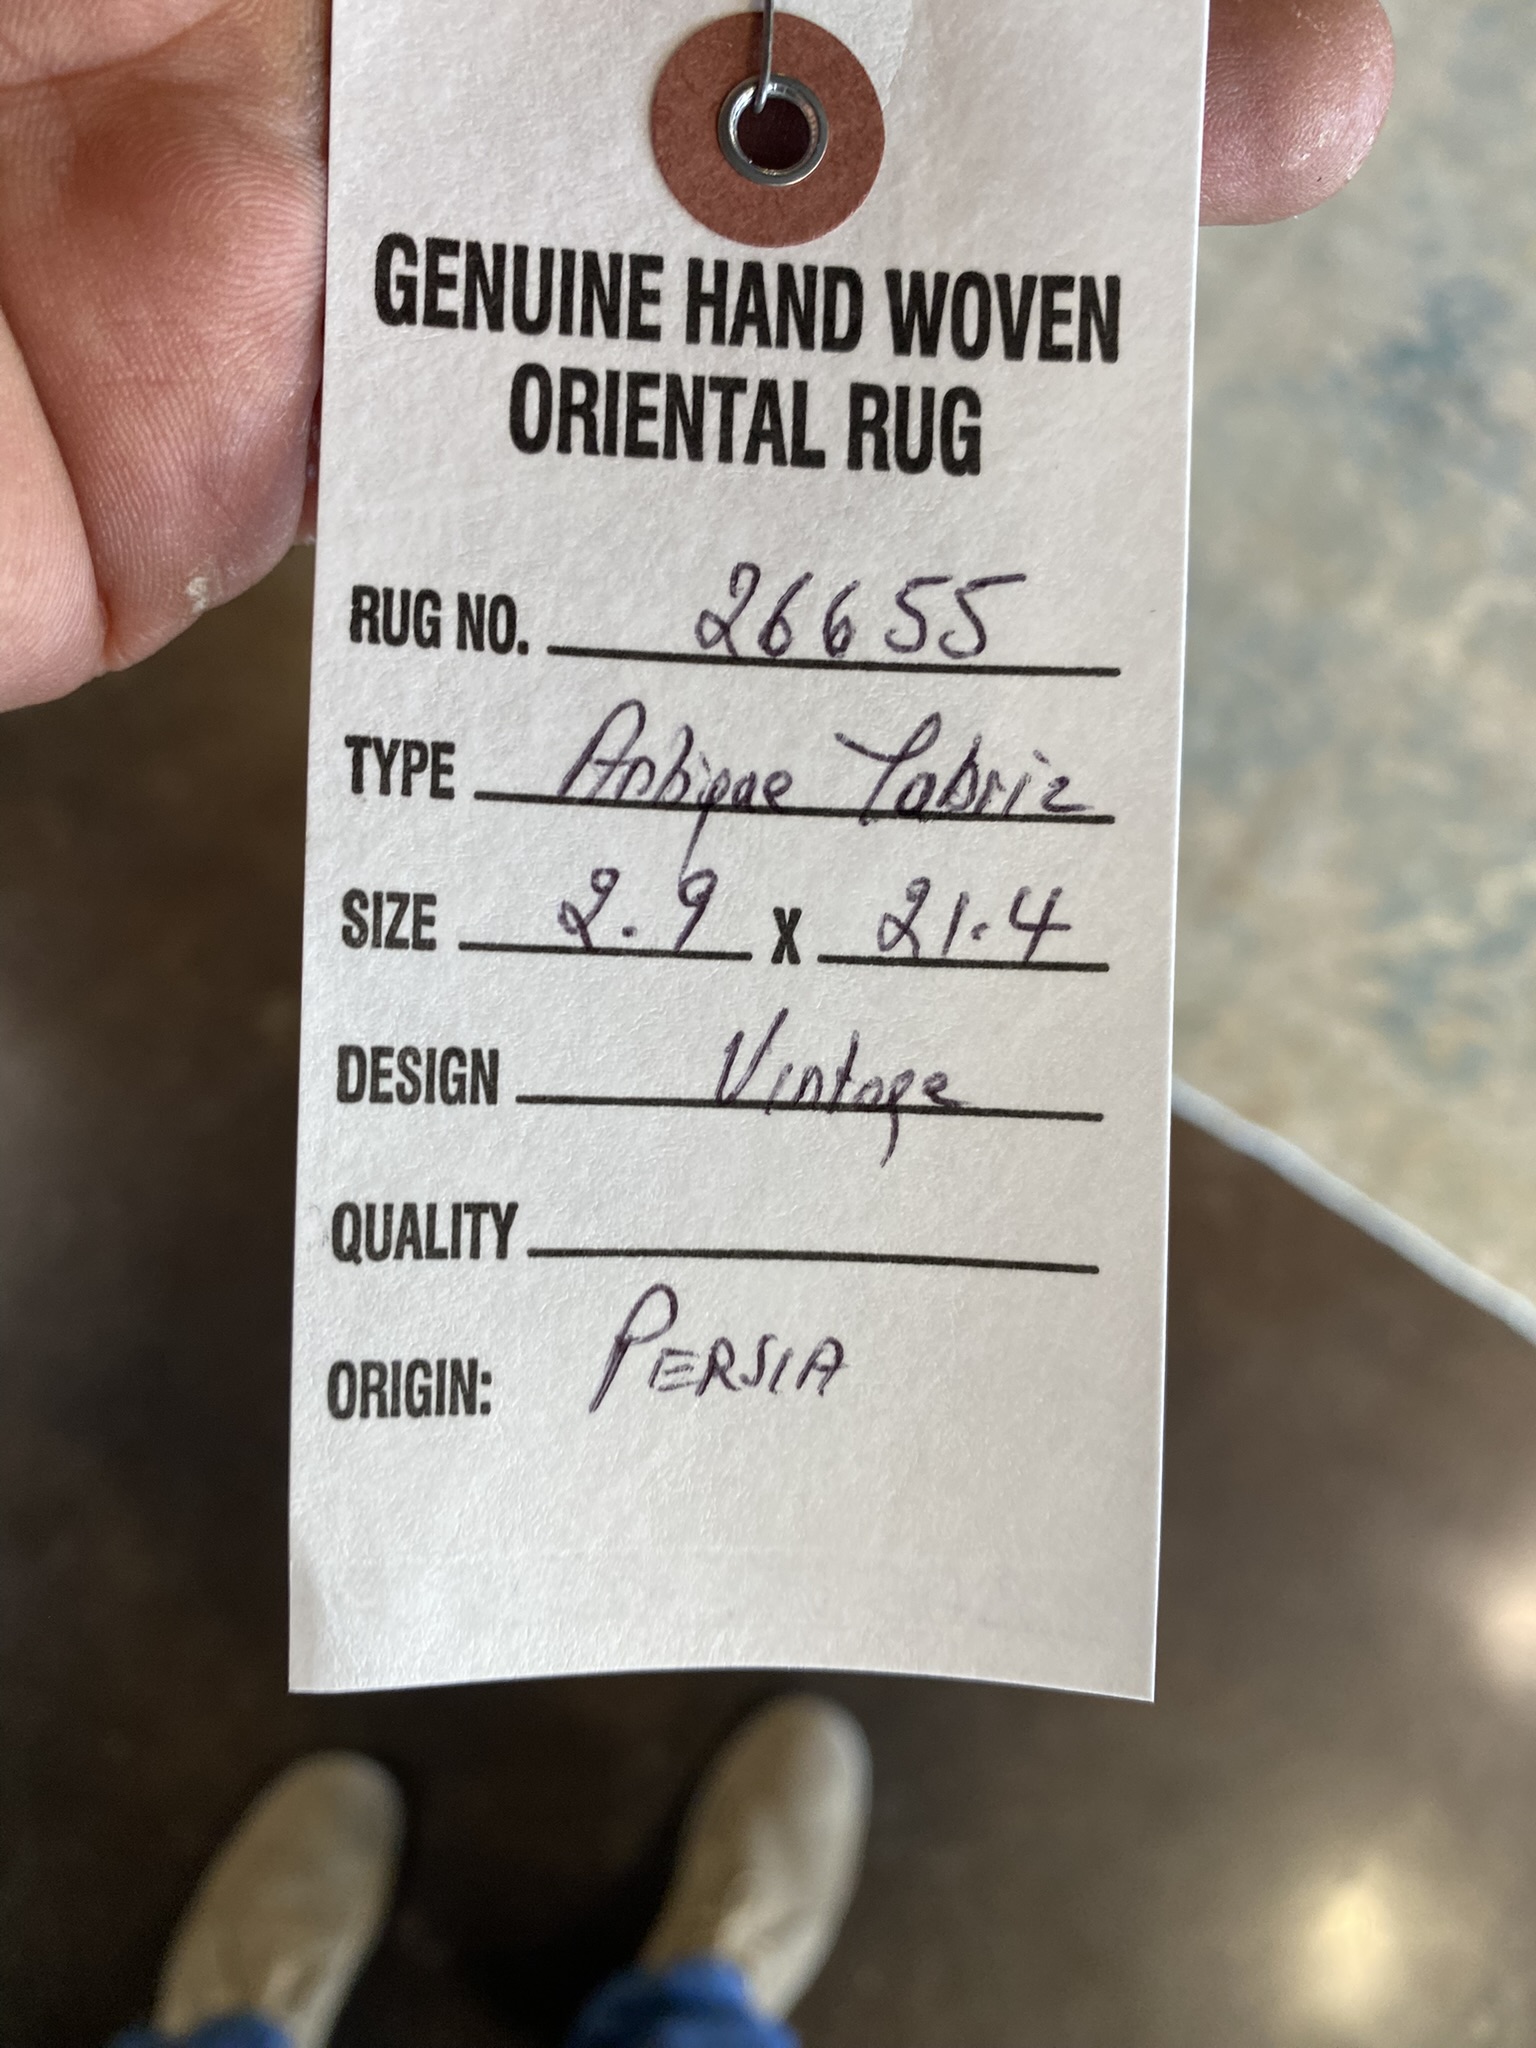 GENUINE HAND WOVEN
ORIENTAL RUG
RUG NO. 26655
TYPE Antique Tabriz
SIZE 2.9 X 21.4
DESIGN Vintage
QUALITY
ORIGIN: PERSIA